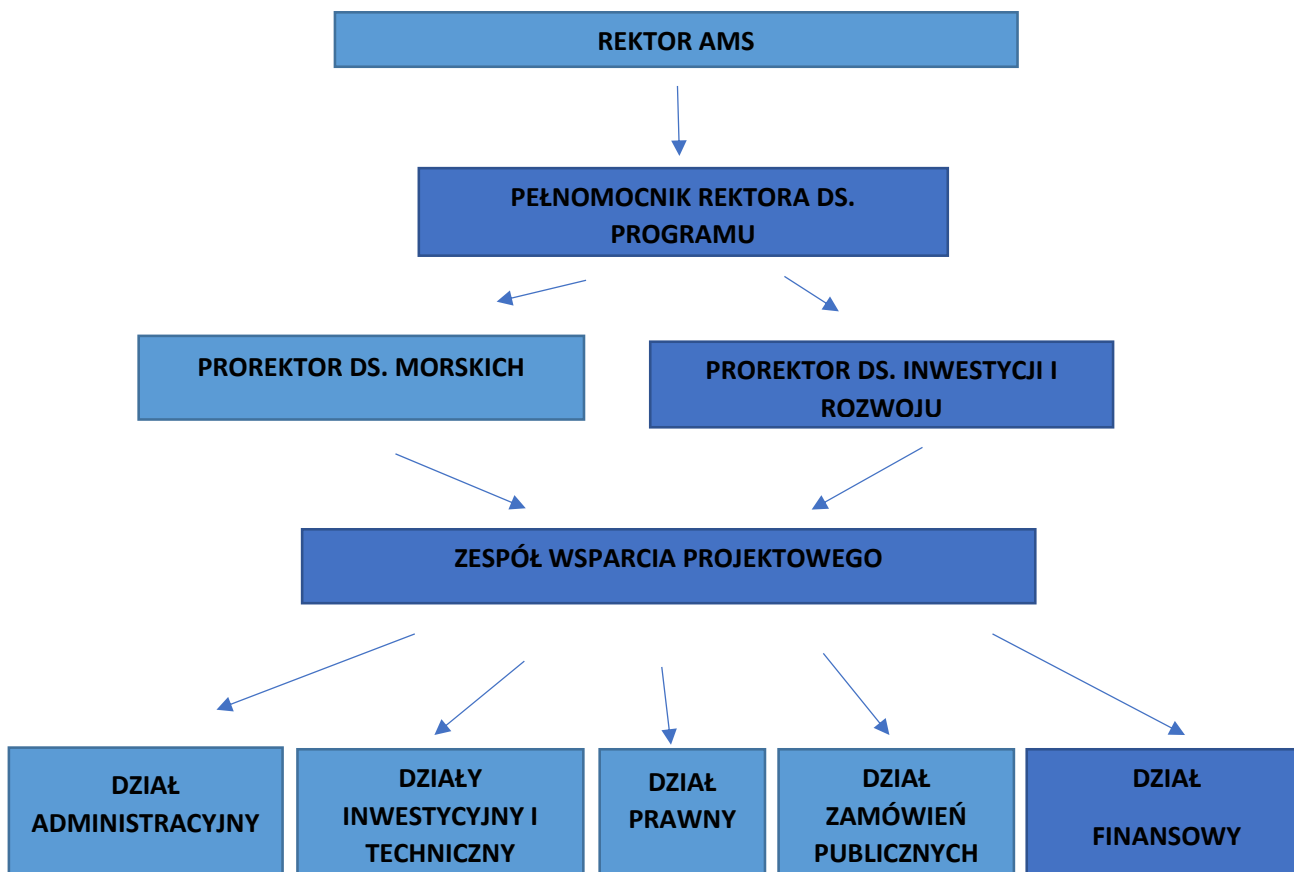 REKTOR AMS
PEŁNOMOCNIK REKTORA DS.
PROGRAMU
PROREKTOR DS. MORSKICH
PROREKTOR DS. INWESTYCJI I
ROZWOJU
ZESPÓŁ WSPARCIA PROJEKTOWEGO
DZIAŁ
ADMINISTRACYJNY
DZIAŁY
INWESTYCYJNY I
TECHNICZNY
DZIAŁ
PRAWNY
DZIAŁ
ZAMÓWIEŃ
PUBLICZNYCH
DZIAŁ
FINANSOWY